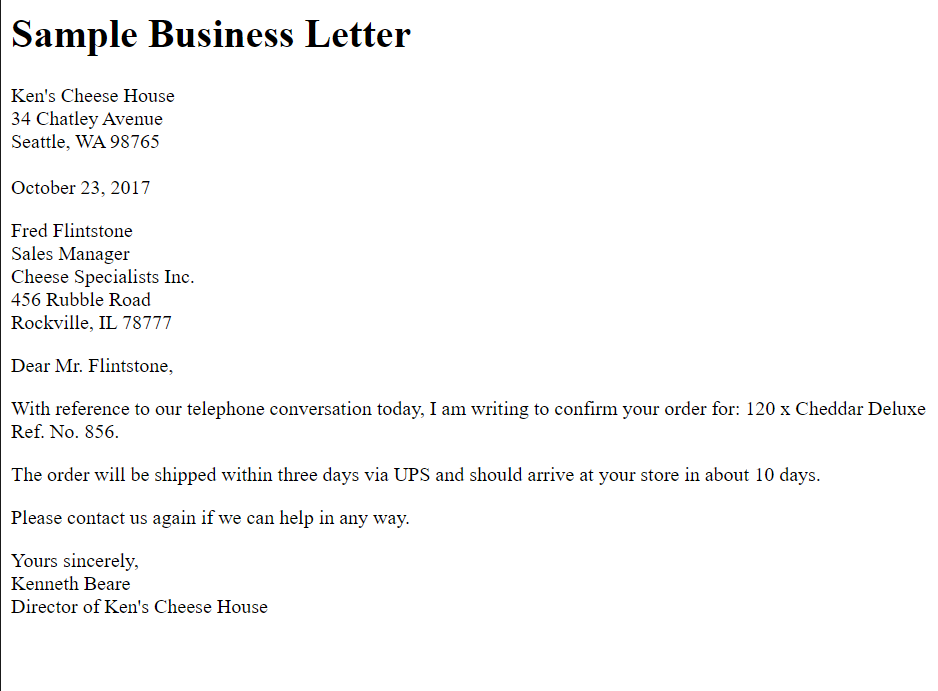 Sample Business Letter
Ken's Cheese House
34 Chatley Avenue
Seattle, WA 98765
October 23, 2017
Fred Flintstone
Sales Manager
Cheese Specialists Inc.
456 Rubble Road
Rockville, IL 78777
Dear Mr. Flintstone,
With reference to our telephone conversation today, I am writing to confirm your order for: 120 x Cheddar Deluxe
Ref. No. 856.
The order will be shipped within three days via UPS and should arrive at your store in about 10 days.
Please contact us again if we can help in any way.
Yours sincerely,
Kenneth Beare
Director of Ken's Cheese House